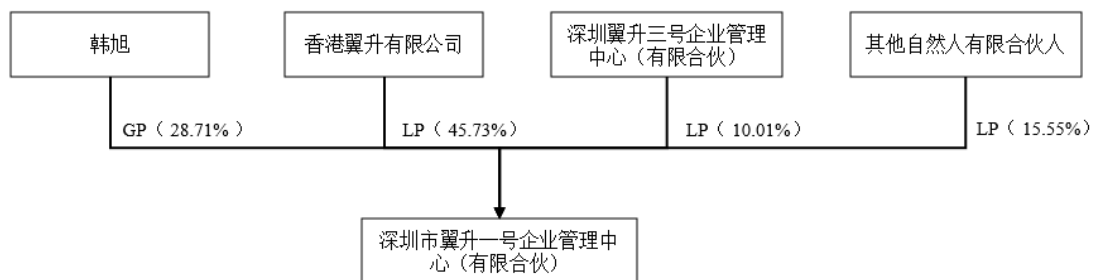 韩旭
香港翼升有限公司
深圳翼升三号企业管理
中心（有限合伙）
其他自然人有限合伙人
GP（ 28.71%）
LP（ 45.73%）
LP（ 10.01%）
LP（ 15.55%）
深圳市翼升一号企业管理中
心（有限合伙）